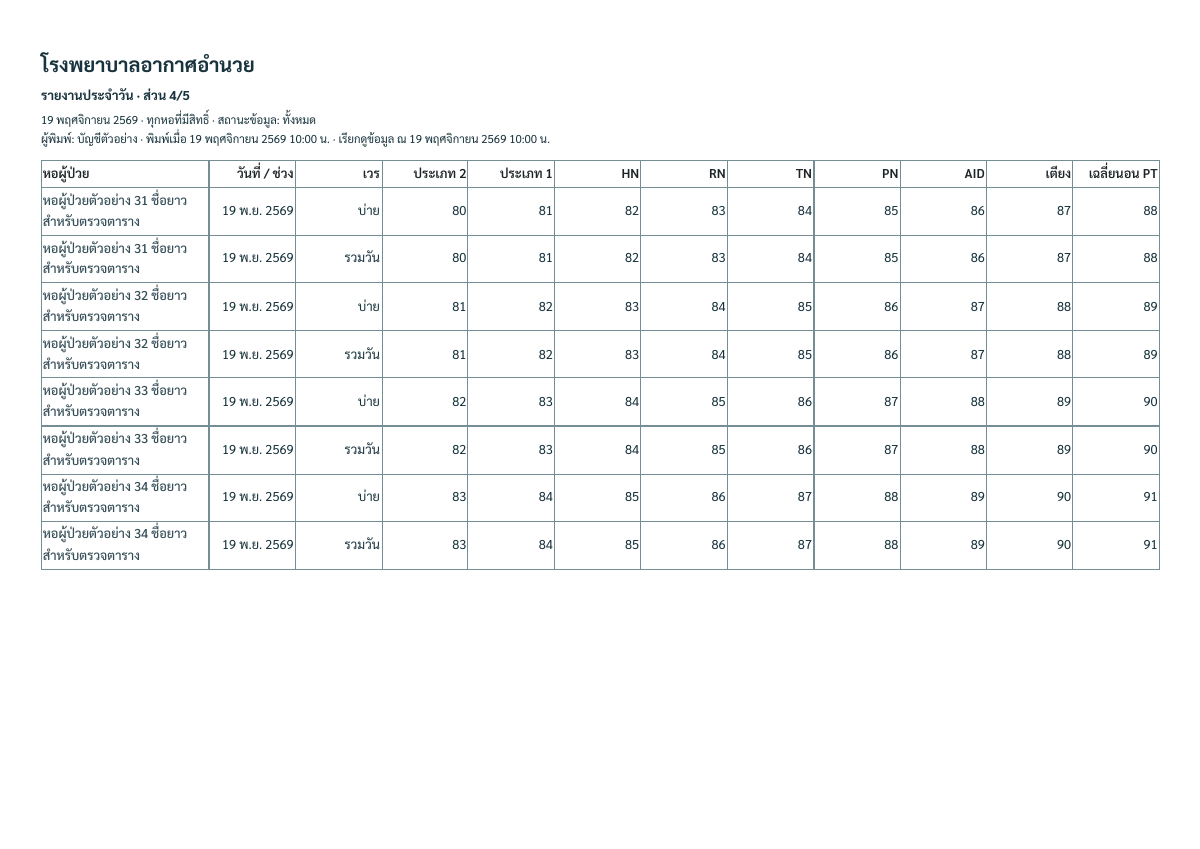 โรงพยาบาลอากาศอำนวย
รายงานประจำวัน · ส่วน 4/5
19 พฤศจิกายน 2569 · ทุกหอที่มีสิทธิ์ · สถานะข้อมูล: ทั้งหมด
ผู้พิมพ์: บัญชีตัวอย่าง · พิมพ์เมื่อ 19 พฤศจิกายน 2569 10:00 น. · เรียกดูข้อมูล ณ 19 พฤศจิกายน 2569 10:00 น.
หอผู้ป่วย วันที่ / ช่วง เวร ประเภท 2 ประเภท 1 HN RN TN PN AID เตียง เฉลี่ยนอน PT
หอผู้ป่วยตัวอย่าง 31 ชื่อยาว
สำหรับตรวจตาราง 19 พ.ย. 2569 บ่าย 80 81 82 83 84 85 86 87 88
หอผู้ป่วยตัวอย่าง 31 ชื่อยาว
สำหรับตรวจตาราง 19 พ.ย. 2569 รวมวัน 80 81 82 83 84 85 86 87 88
หอผู้ป่วยตัวอย่าง 32 ชื่อยาว
สำหรับตรวจตาราง 19 พ.ย. 2569 บ่าย 81 82 83 84 85 86 87 88 89
หอผู้ป่วยตัวอย่าง 32 ชื่อยาว
สำหรับตรวจตาราง 19 พ.ย. 2569 รวมวัน 81 82 83 84 85 86 87 88 89
หอผู้ป่วยตัวอย่าง 33 ชื่อยาว
สำหรับตรวจตาราง 19 พ.ย. 2569 บ่าย 82 83 84 85 86 87 88 89 90
หอผู้ป่วยตัวอย่าง 33 ชื่อยาว
สำหรับตรวจตาราง 19 พ.ย. 2569 รวมวัน 82 83 84 85 86 87 88 89 90
หอผู้ป่วยตัวอย่าง 34 ชื่อยาว
สำหรับตรวจตาราง 19 พ.ย. 2569 บ่าย 83 84 85 86 87 88 89 90 91
หอผู้ป่วยตัวอย่าง 34 ชื่อยาว
สำหรับตรวจตาราง 19 พ.ย. 2569 รวมวัน 83 84 85 86 87 88 89 90 91